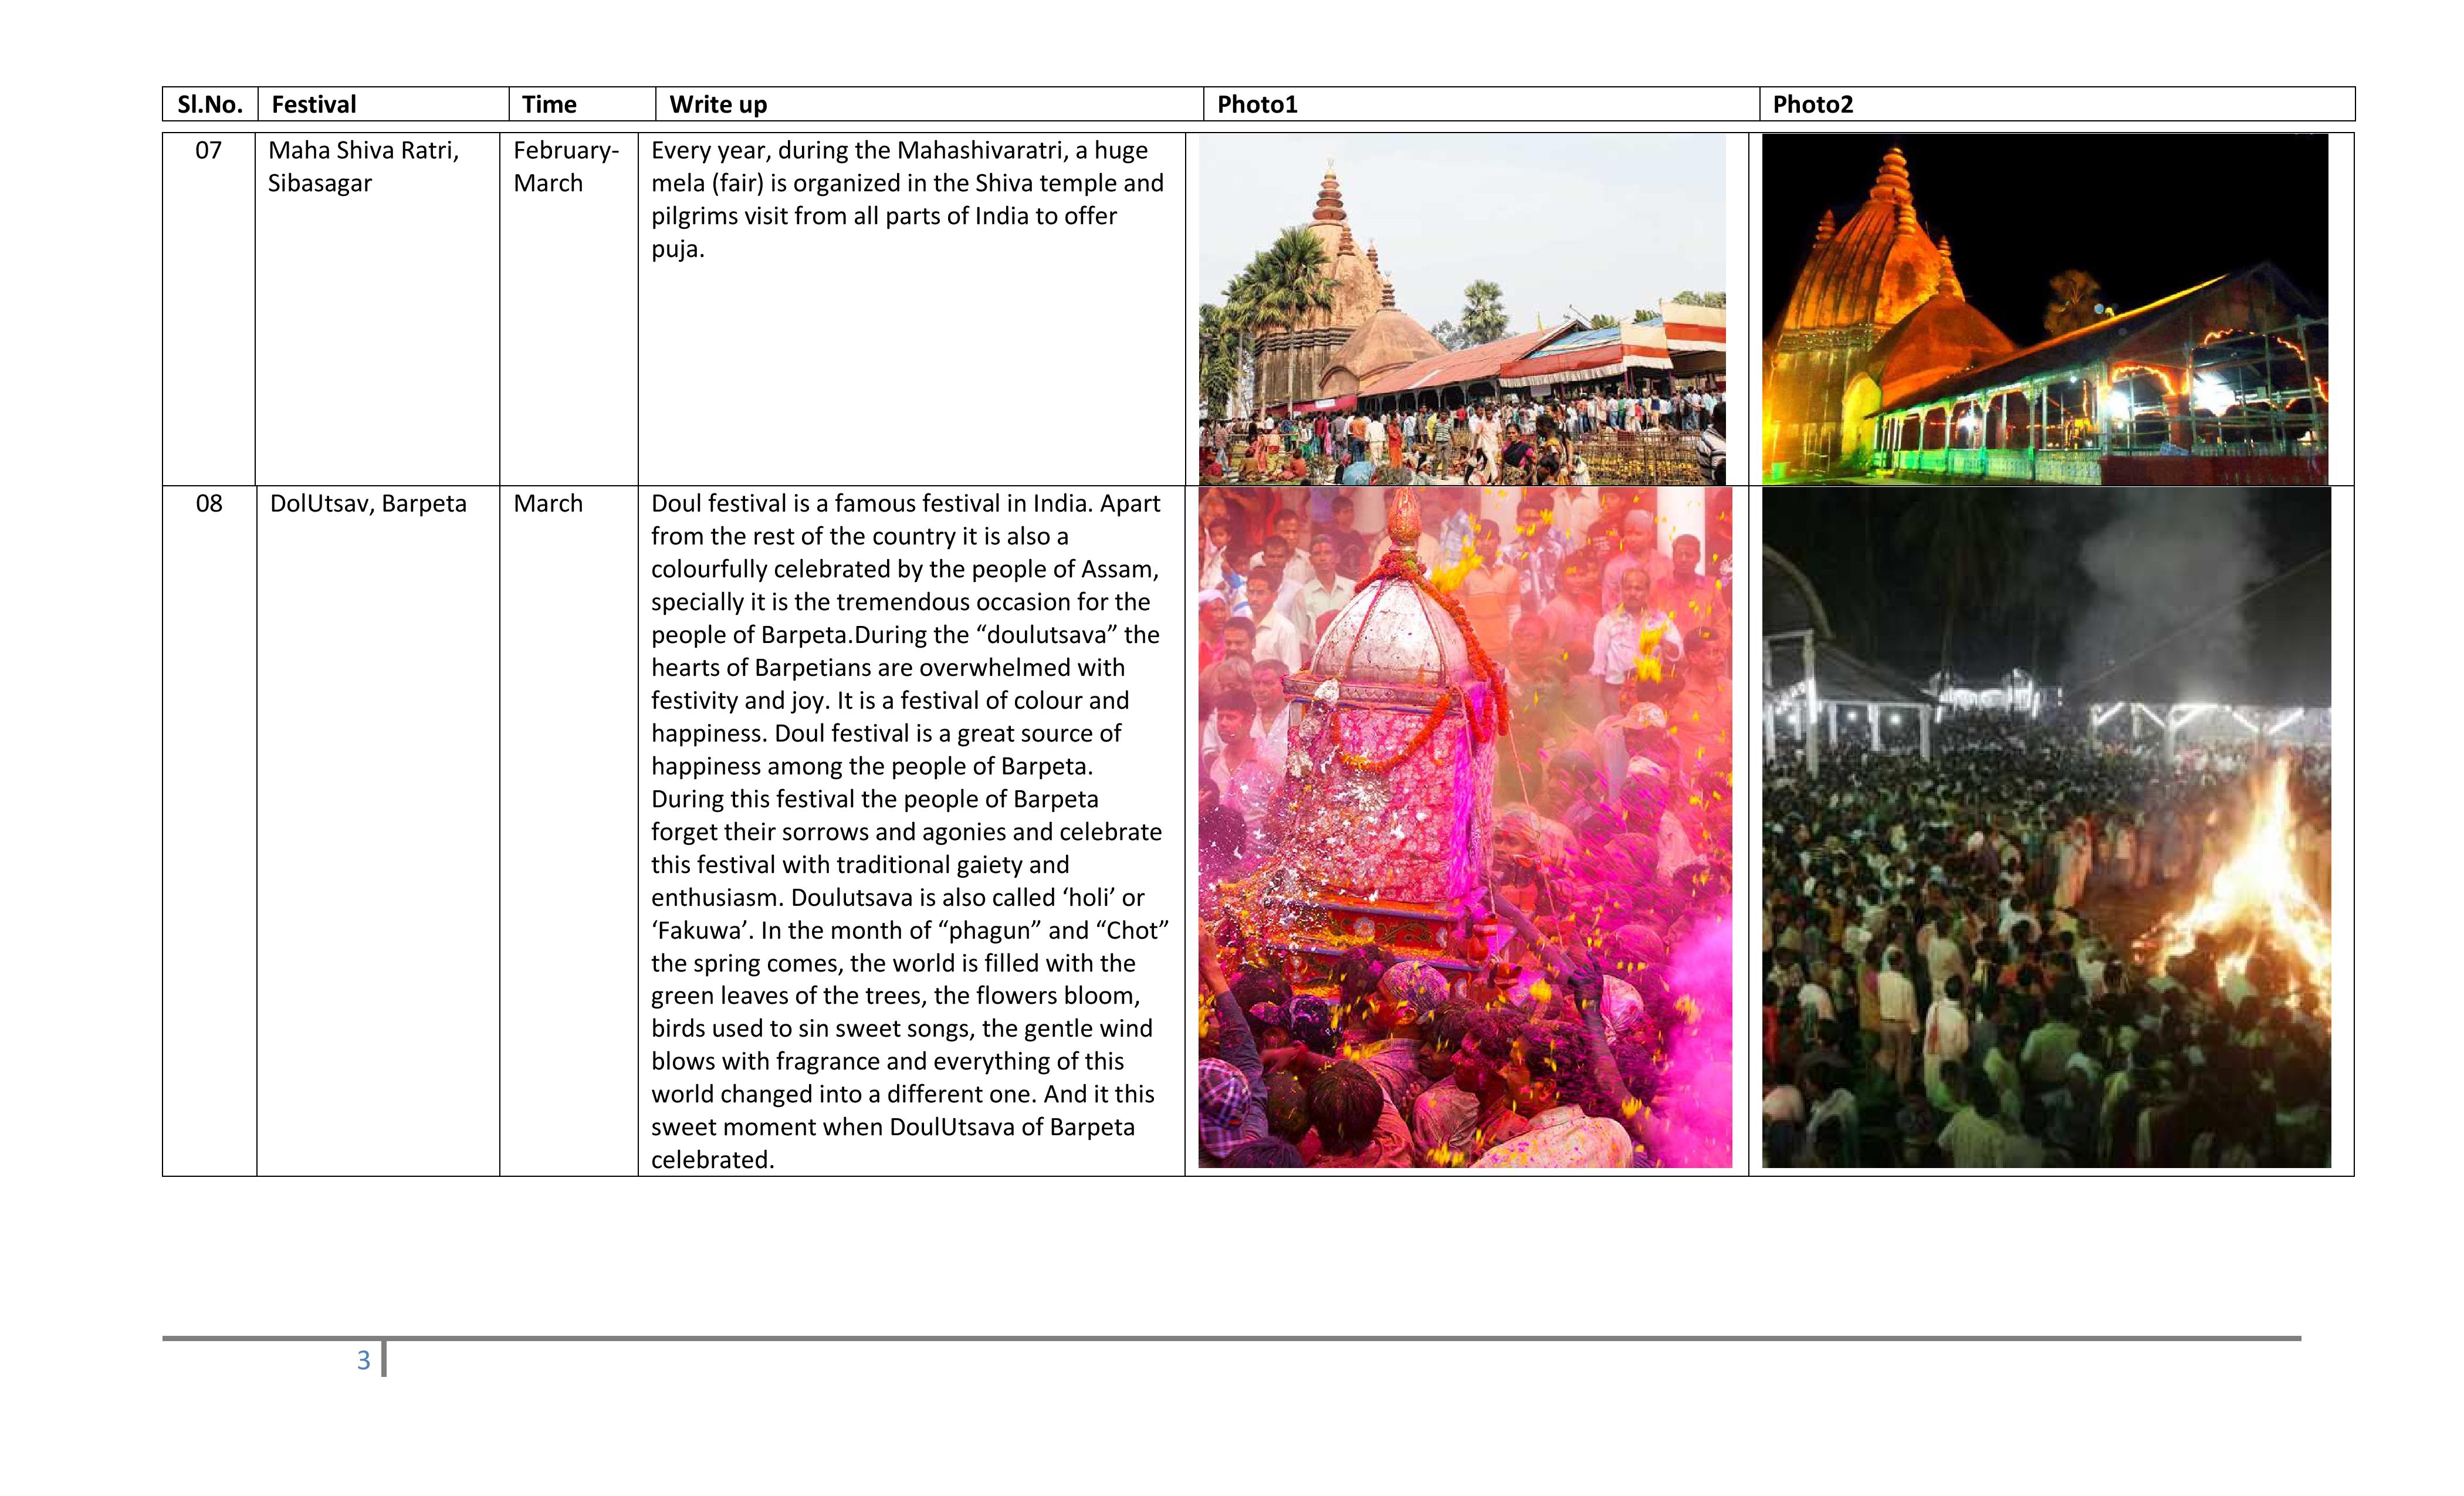 Sl.No. Festival Time Write up Photo1 Photo2
07 Maha Shiva Ratri, February- Every year, during the Mahashivaratri, a huge
Sibasagar March mela (fair) is organized in the Shiva temple and
pilgrims visit from all parts of India to offer
puja.
08 DolUtsav, Barpeta March Doul festival is a famous festival in India. Apart
from the rest of the country it is also a
colourfully celebrated by the people of Assam,
specially it is the tremendous occasion for the
people of Barpeta.During the “doulutsava” the
hearts of Barpetians are overwhelmed with
festivity and joy. It is a festival of colour and
happiness. Doul festival is a great source of
happiness among the people of Barpeta.
During this festival the people of Barpeta
forget their sorrows and agonies and celebrate
this festival with traditional gaiety and
enthusiasm. Doulutsava is also called ‘holi’ or
‘Fakuwa’. In the month of “phagun” and “Chot”
the spring comes, the world is filled with the
green leaves of the trees, the flowers bloom,
birds used to sin sweet songs, the gentle wind
blows with fragrance and everything of this
world changed into a different one. And it this
sweet moment when DoulUtsava of Barpeta
celebrated.
3